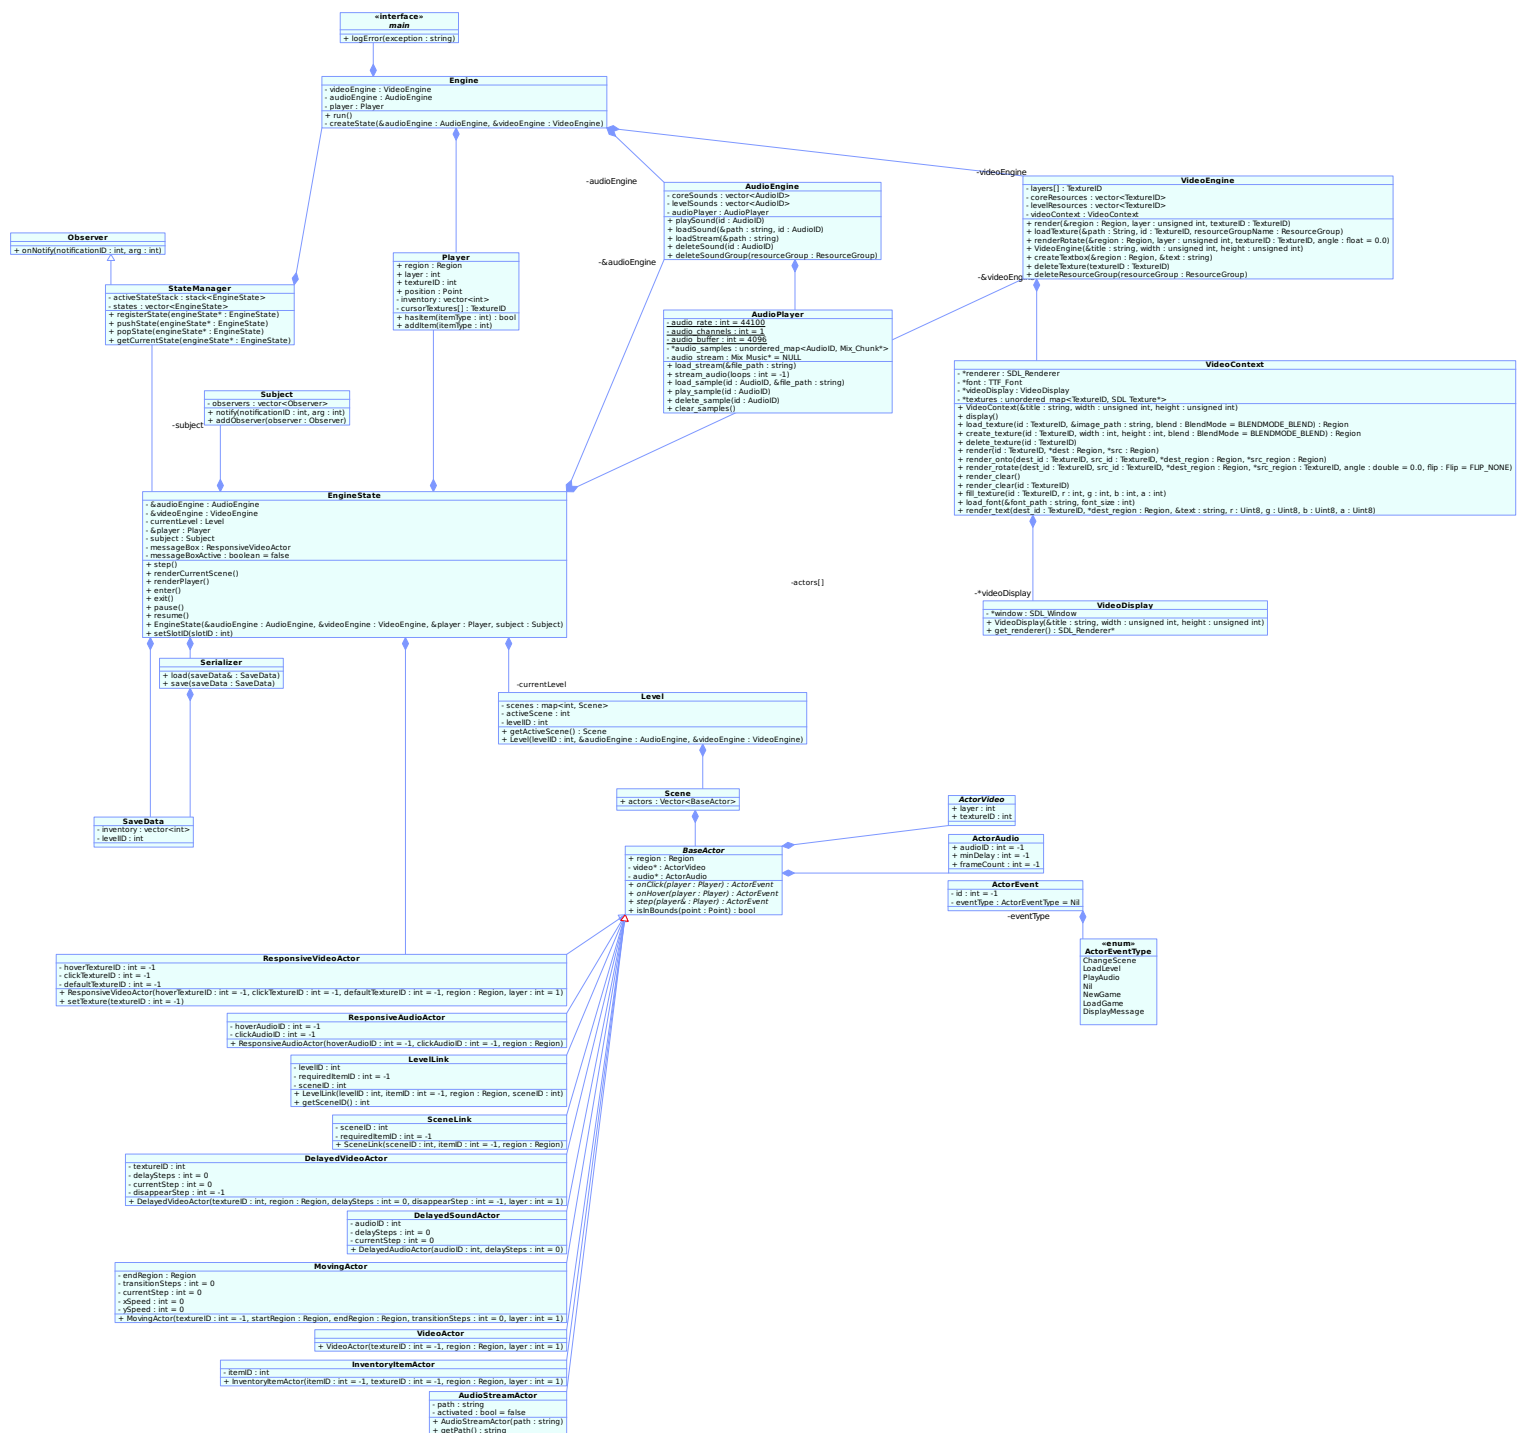 «interface»
main
+ logError(exception : string)
Engine
- videoEngine : VideoEngine
- audioEngine : AudioEngine
- player : Player
+ run()
- createState(&audioEngine : AudioEngine, &videoEngine : VideoEngine)
-audioEngine
-videoEngine
AudioEngine
- coreSounds : vector<AudioID>
- levelSounds : vector<AudioID>
- audioPlayer : AudioPlayer
+ playSound(id : AudioID)
+ loadSound(&path : string, id : AudioID)
+ loadStream(&path : string)
+ deleteSound(id : AudioID)
+ deleteSoundGroup(resourceGroup : ResourceGroup)
VideoEngine
- layers[] : TextureID
- coreResources : vector<TextureID>
- levelResources : vector<TextureID>
- videoContext : VideoContext
+ render(&region : Region, layer : unsigned int, textureID : TextureID)
+ loadTexture(&path : String, id : TextureID, resourceGroupName : ResourceGroup)
+ renderRotate(&region : Region, layer : unsigned int, textureID : TextureID, angle : float = 0.0)
+ VideoEngine(&title : string, width : unsigned int, height : unsigned int)
+ createTextbox(&region : Region, &text : string)
+ deleteTexture(textureID : TextureID)
+ deleteResourceGroup(resourceGroup : ResourceGroup)
Observer
+ onNotify(notificationID : int, arg : int)
Player
+ region : Region
+ layer : int
+ textureID : int
+ position : Point
- inventory : vector<int>
- cursorTextures[] : TextureID
+ hasItem(itemType : int) : bool
+ addItem(itemType : int)
-&audioEngine
-&videoEngine
StateManager
- activeStateStack : stack<EngineState>
- states : vector<EngineState>
+ registerState(engineState* : EngineState)
+ pushState(engineState* : EngineState)
+ popState(engineState* : EngineState)
+ getCurrentState(engineState* : EngineState)
AudioPlayer
- audio_rate : int = 44100
- audio_channels : int = 1
- audio_buffer : int = 4096
- *audio_samples : unordered_map<AudioID, Mix_Chunk*>
- audio_stream : Mix Music* = NULL
+ load_stream(&file_path : string)
+ stream_audio(loops : int = -1)
+ load_sample(id : AudioID, &file_path : string)
+ play_sample(id : AudioID)
+ delete_sample(id : AudioID)
+ clear_samples()
VideoContext
- *renderer : SDL_Renderer
- *font : TTF_Font
- *videoDisplay : VideoDisplay
- *textures : unordered_map<TextureID, SDL Texture*>
+ VideoContext(&title : string, width : unsigned int, height : unsigned int)
+ display()
+ load_texture(id : TextureID, &image_path : string, blend : BlendMode = BLENDMODE_BLEND) : Region
+ create_texture(id : TextureID, width : int, height : int, blend : BlendMode = BLENDMODE_BLEND) : Region
+ delete_texture(id : TextureID)
+ render(id : TextureID, *dest : Region, *src : Region)
+ render_onto(dest_id : TextureID, src_id : TextureID, *dest_region : Region, *src_region : Region)
+ render_rotate(dest_id : TextureID, src_id : TextureID, *dest_region : Region, *src_region : TextureID, angle : double = 0.0, flip : Flip = FLIP_NONE)
+ render_clear()
+ render_clear(id : TextureID)
+ fill_texture(id : TextureID, r : int, g : int, b : int, a : int)
+ load_font(&font_path : string, font_size : int)
+ render_text(dest_id : TextureID, *dest_region : Region, &text : string, r : Uint8, g : Uint8, b : Uint8, a : Uint8)
Subject
- observers : vector<Observer>
+ notify(notificationID : int, arg : int)
+ addObserver(observer : Observer)
-subject
EngineState
- &audioEngine : AudioEngine
- &videoEngine : VideoEngine
- currentLevel : Level
- &player : Player
- subject : Subject
- messageBox : ResponsiveVideoActor
- messageBoxActive : boolean = false
+ step()
+ renderCurrentScene()
+ renderPlayer()
+ enter()
+ exit()
+ pause()
+ resume()
+ EngineState(&audioEngine : AudioEngine, &videoEngine : VideoEngine, &player : Player, subject : Subject)
+ setSlotID(slotID : int)
-actors[]
-*videoDisplay
VideoDisplay
- *window : SDL_Window
+ VideoDisplay(&title : string, width : unsigned int, height : unsigned int)
+ get_renderer() : SDL_Renderer*
Serializer
+ load(saveData& : SaveData)
+ save(saveData : SaveData)
-currentLevel
Level
- scenes : map<int, Scene>
- activeScene : int
- levelID : int
+ getActiveScene() : Scene
+ Level(levelID : int, &audioEngine : AudioEngine, &videoEngine : VideoEngine)
Scene
+ actors : Vector<BaseActor>
SaveData
- inventory : vector<int>
- levelID : int
ActorVideo
+ layer : int
+ textureID : int
BaseActor
+ region : Region
- video* : ActorVideo
- audio* : ActorAudio
+ onClick(player : Player) : ActorEvent
+ onHover(player : Player) : ActorEvent
+ step(player& : Player) : ActorEvent
+ isInBounds(point : Point) : bool
ActorAudio
+ audioID : int = -1
+ minDelay : int = -1
+ frameCount : int = -1
ActorEvent
- id : int = -1
- eventType : ActorEventType = Nil
-eventType
«enum»
ActorEventType
ChangeScene
LoadLevel
PlayAudio
Nil
NewGame
LoadGame
DisplayMessage
ResponsiveVideoActor
- hoverTextureID : int = -1
- clickTextureID : int = -1
- defaultTextureID : int = -1
+ ResponsiveVideoActor(hoverTextureID : int = -1, clickTextureID : int = -1, defaultTextureID : int = -1, region : Region, layer : int = 1)
+ setTexture(textureID : int = -1)
ResponsiveAudioActor
- hoverAudioID : int = -1
- clickAudioID : int = -1
+ ResponsiveAudioActor(hoverAudioID : int = -1, clickAudioID : int = -1, region : Region)
LevelLink
- levelID : int
- requiredItemID : int = -1
- sceneID : int
+ LevelLink(levelID : int, itemID : int = -1, region : Region, sceneID : int)
+ getSceneID() : int
SceneLink
- sceneID : int
- requiredItemID : int = -1
+ SceneLink(sceneID : int, itemID : int = -1, region : Region)
DelayedVideoActor
- textureID : int
- delaySteps : int = 0
- currentStep : int = 0
- disappearStep : int = -1
+ DelayedVideoActor(textureID : int, region : Region, delaySteps : int = 0, disappearStep : int = -1, layer : int = 1)
DelayedSoundActor
- audioID : int
- delaySteps : int = 0
- currentStep : int = 0
+ DelayedAudioActor(audioID : int, delaySteps : int = 0)
MovingActor
- endRegion : Region
- transitionSteps : int = 0
- currentStep : int = 0
- xSpeed : int = 0
- ySpeed : int = 0
+ MovingActor(textureID : int = -1, startRegion : Region, endRegion : Region, transitionSteps : int = 0, layer : int = 1)
VideoActor
+ VideoActor(textureID : int = -1, region : Region, layer : int = 1)
InventoryItemActor
- itemID : int
+ InventoryItemActor(itemID : int = -1, textureID : int = -1, region : Region, layer : int = 1)
AudioStreamActor
- path : string
- activated : bool = false
+ AudioStreamActor(path : string)
+ getPath() : string